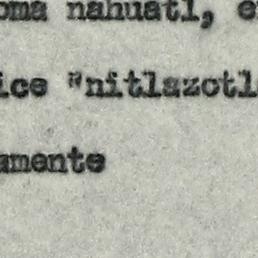 oma nahuatl, e
ice "nitlazotl
amente